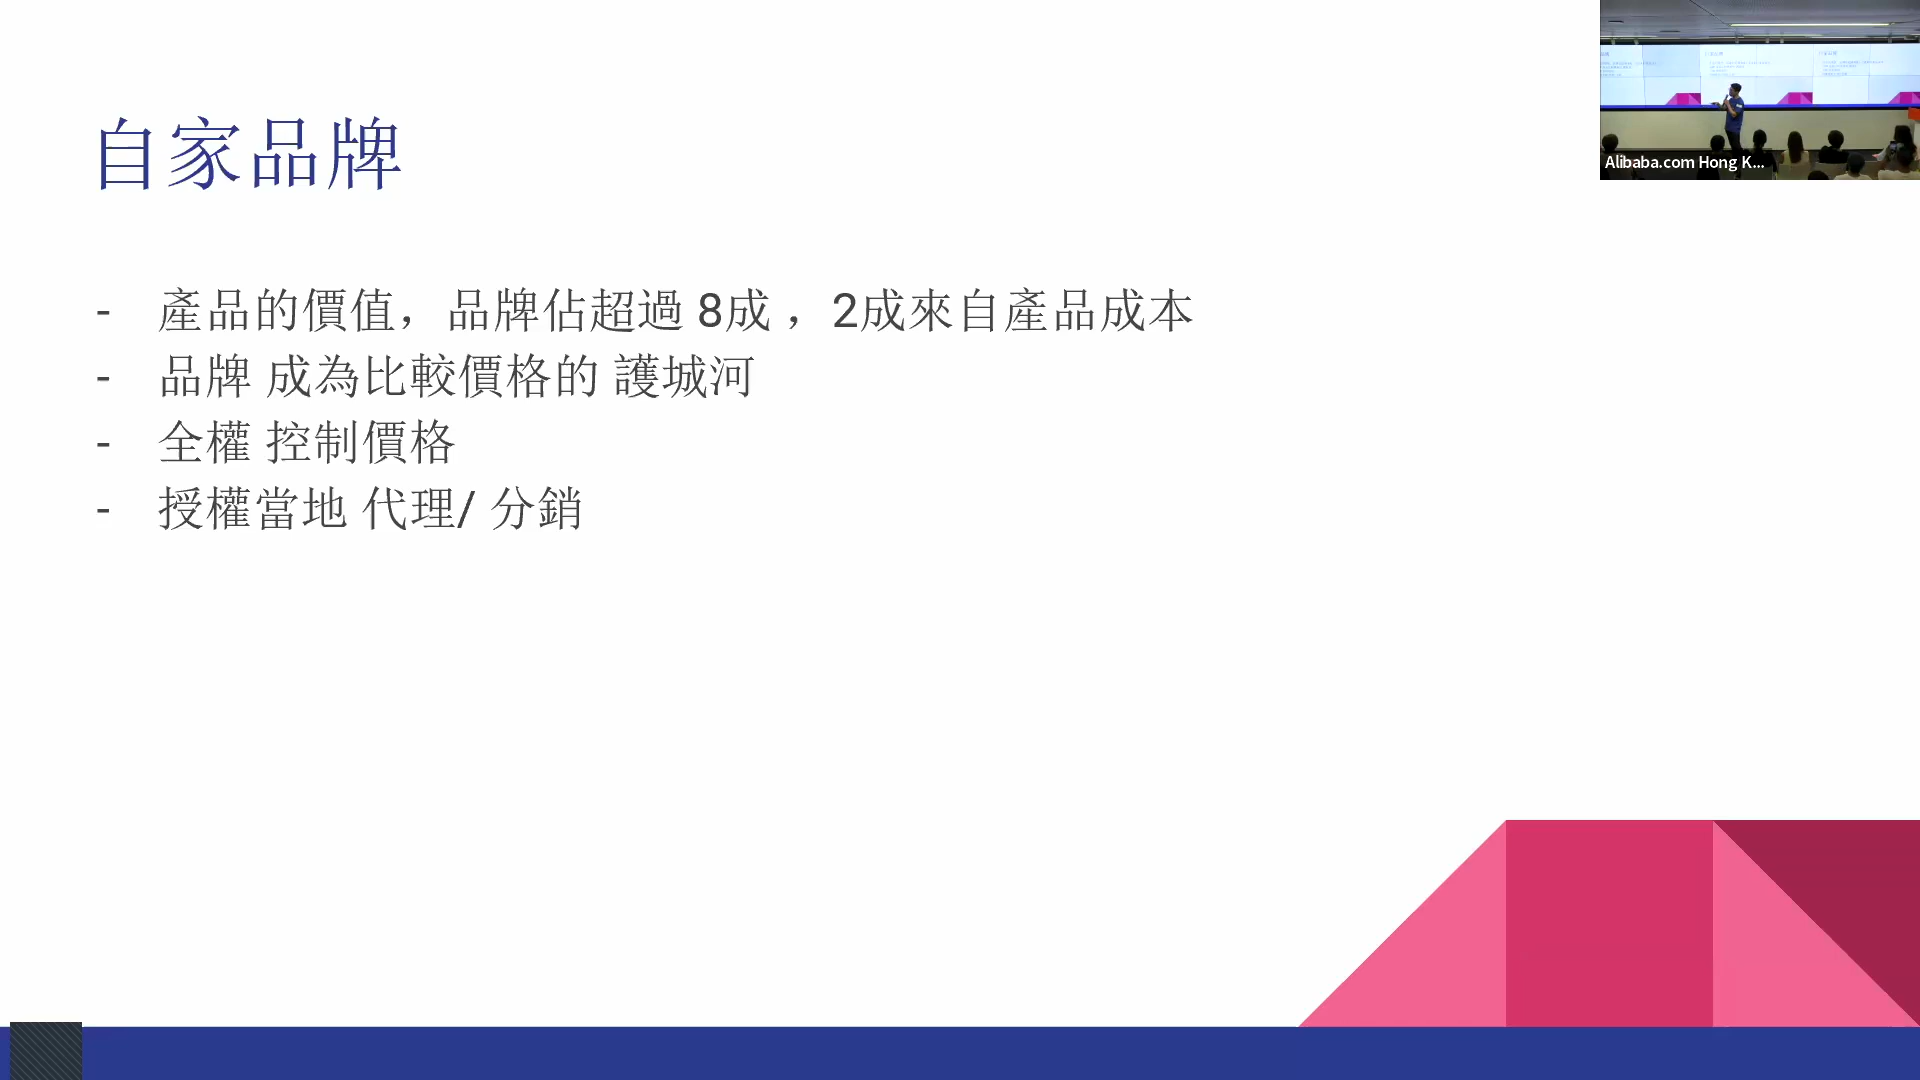 自家品牌
- 產品的價值，品牌佔超過 8成 ，2成來自產品成本
- 品牌 成為比較價格的 護城河
- 全權 控制價格
- 授權當地 代理/ 分銷
Alibaba.com Hong K...